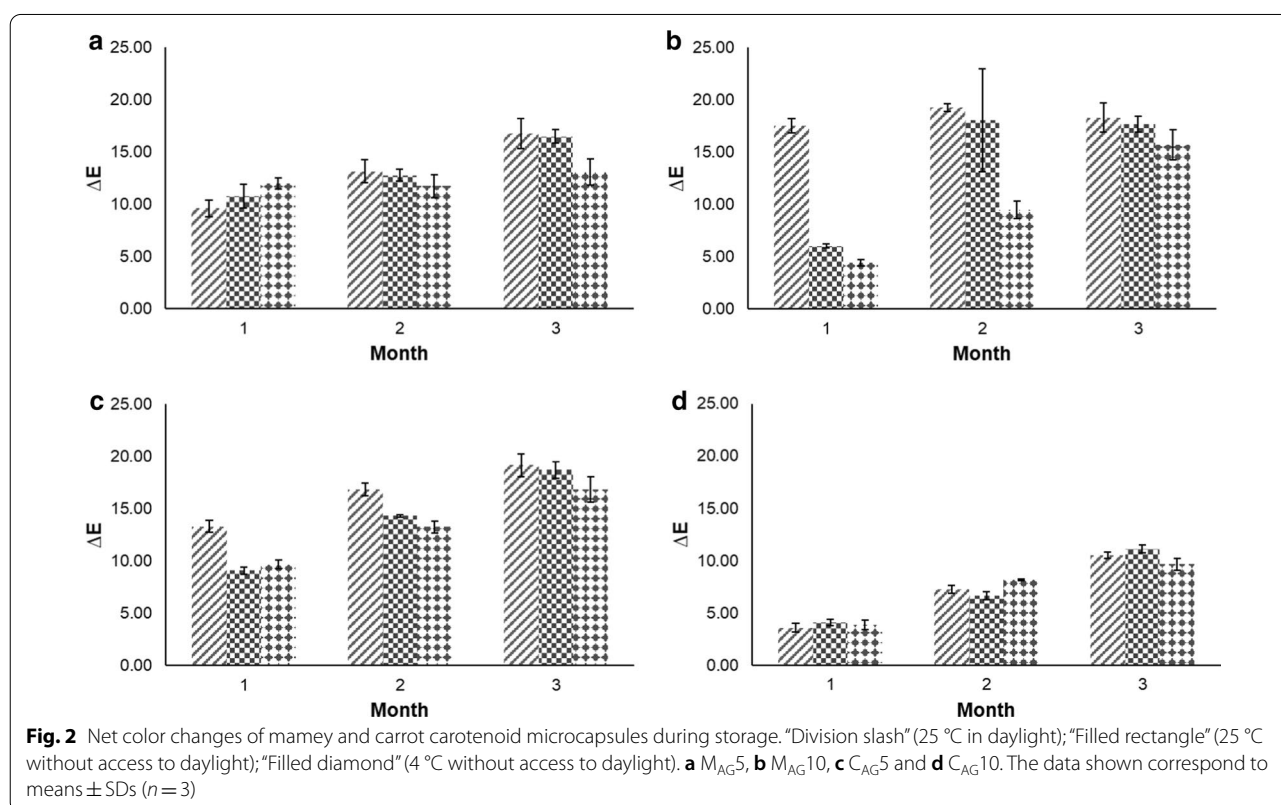 a
25.00
20.00
15.00
10.00
5.00
0.00
ΔE
1 2 3
Month
b
25.00
20.00
15.00
10.00
5.00
0.00
ΔE
1 2 3
Month
c
25.00
20.00
15.00
10.00
5.00
0.00
ΔE
1 2 3
Month
d
25.00
20.00
15.00
10.00
5.00
0.00
ΔE
1 2 3
Month
Fig. 2 Net color changes of mamey and carrot carotenoid microcapsules during storage. “Division slash” (25 °C in daylight); “Filled rectangle” (25 °C
without access to daylight); “Filled diamond” (4 °C without access to daylight). a M_AG5, b M_AG10, c C_AG5 and d C_AG10. The data shown correspond to
means ± SDs (n = 3)